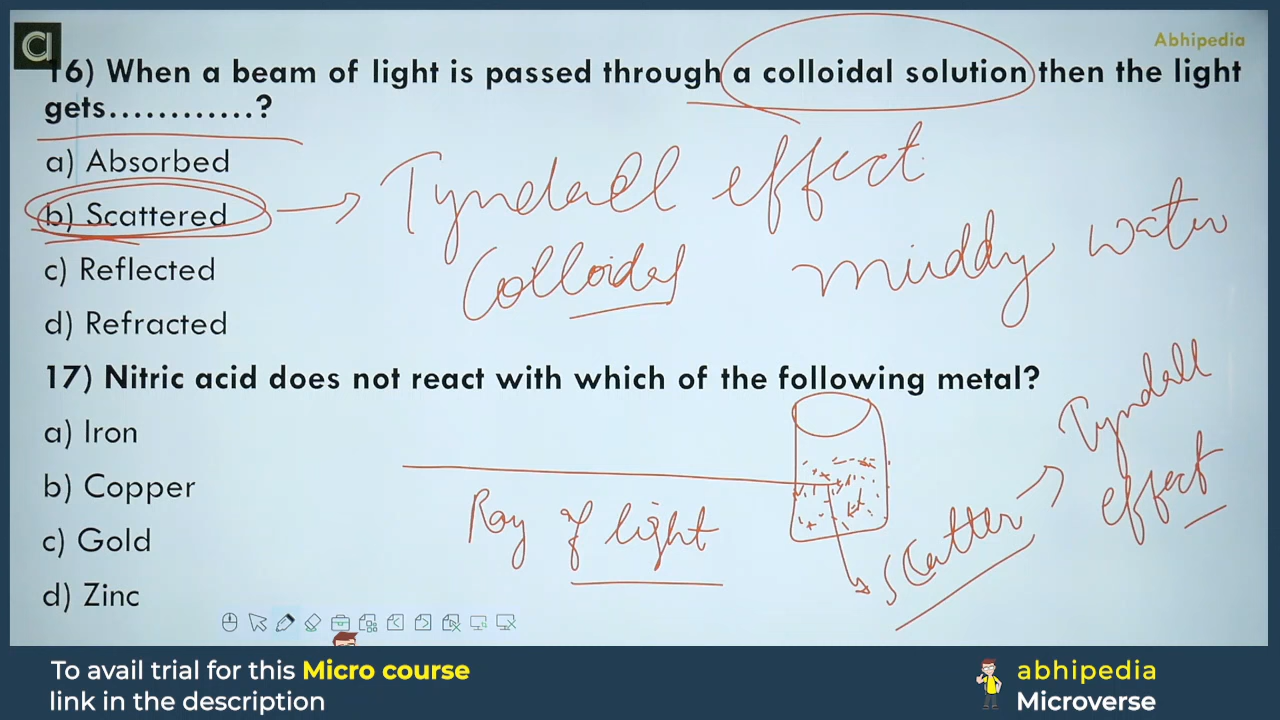 Abhipedia
16) When a beam of light is passed through a colloidal solution then the light
gets.............?
a) Absorbed
b) Scattered
Tyndall effect
Colloidal
muddy water
c) Reflected
d) Refracted
17) Nitric acid does not react with which of the following metal?
a) Iron
b) Copper
c) Gold
d) Zinc
Ray of light
Scatter
Tyndall
effect
To avail trial for this Micro course
link in the description
abhipedia
Microverse